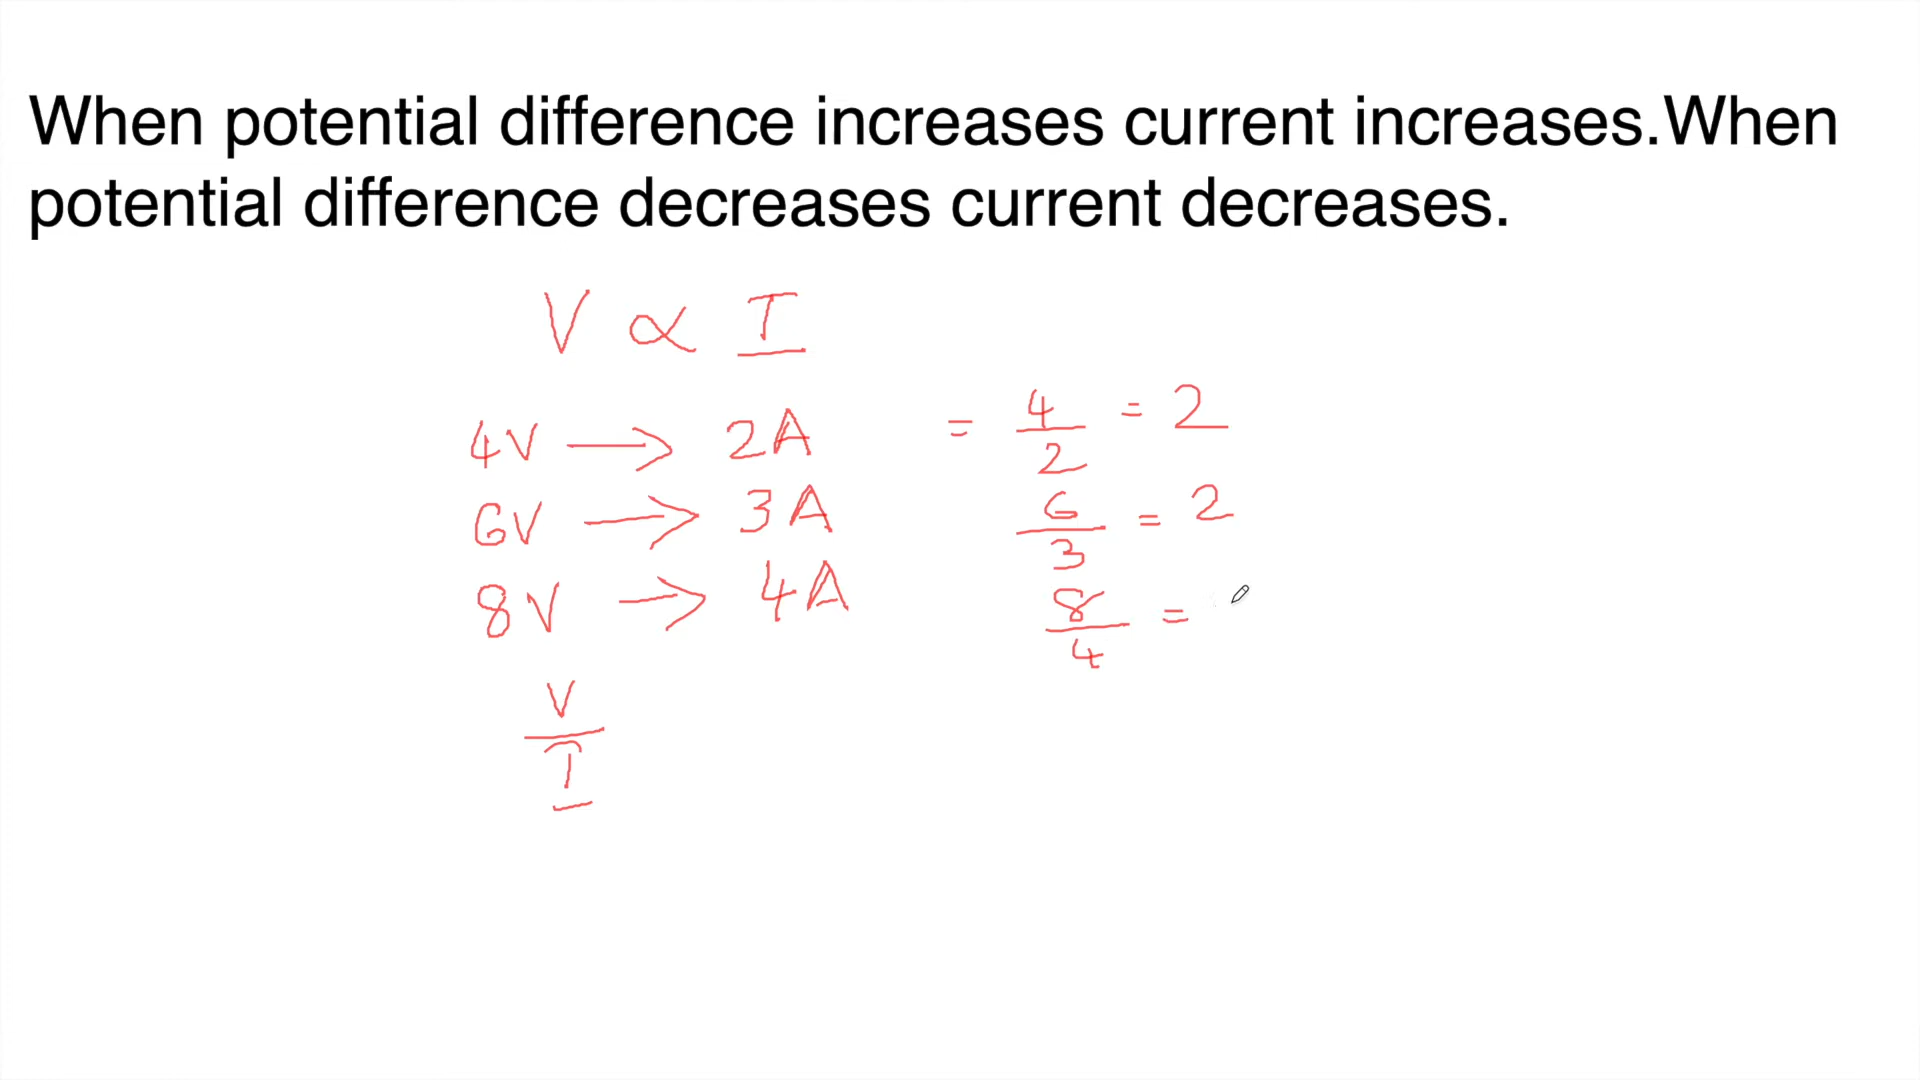 When potential difference increases current increases.When
potential difference decreases current decreases.
V ∝ I
4V → 2A = 4/2 = 2
6V → 3A 6/3 = 2
8V → 4A 8/4 =
V/I